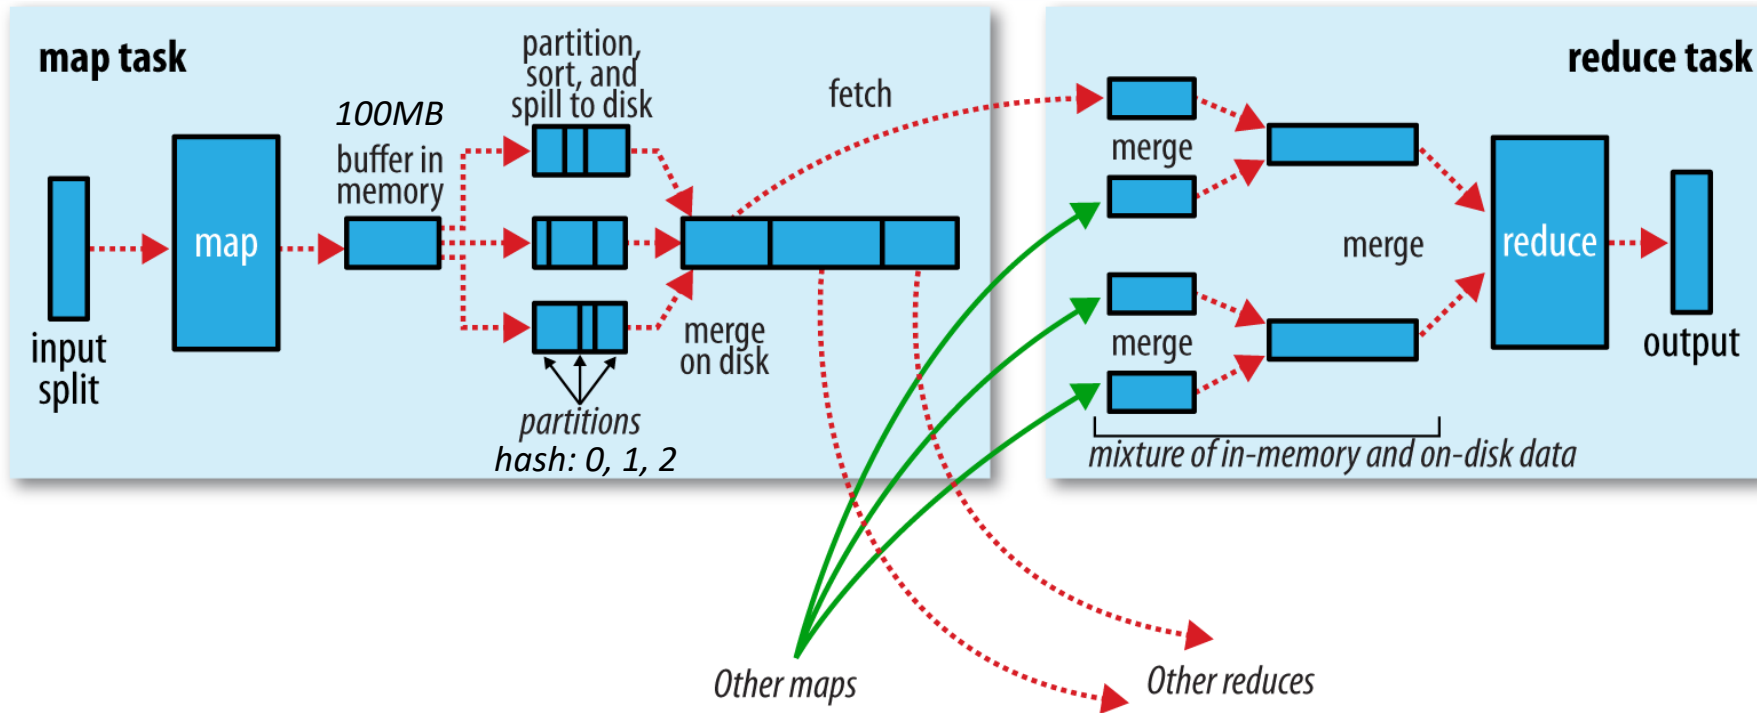 map task
100MB
buffer in
memory
partition,
sort, and
spill to disk
fetch
input
split
map
merge
on disk
partitions
hash: 0, 1, 2
reduce task
merge
merge
merge
reduce
output
mixture of in-memory and on-disk data
Other maps
Other reduces